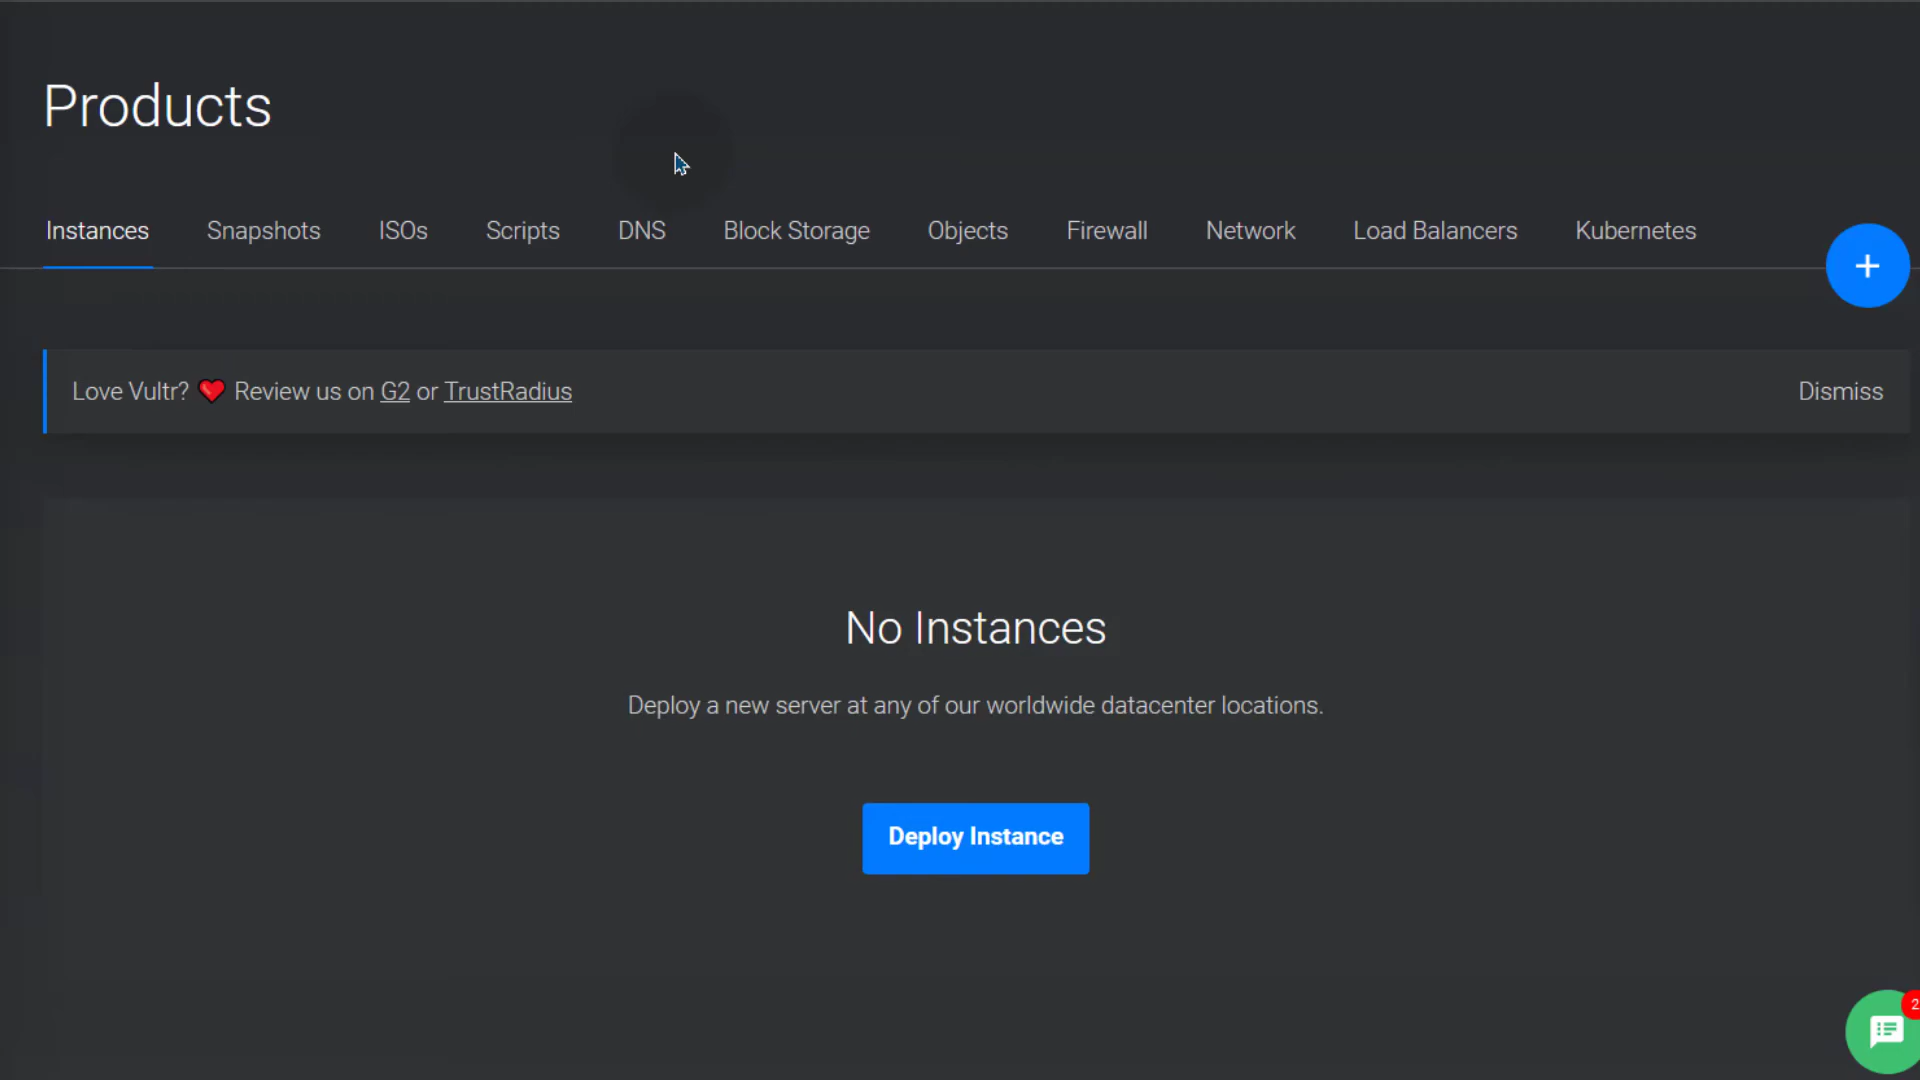 Products
Instances Snapshots ISOs Scripts DNS Block Storage Objects Firewall Network Load Balancers Kubernetes
+
Love Vultr? ❤️ Review us on G2 or TrustRadius Dismiss
No Instances
Deploy a new server at any of our worldwide datacenter locations.
Deploy Instance
2